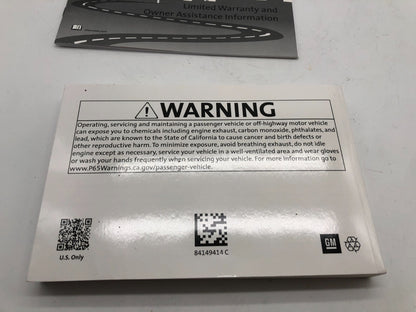 Limited Warranty and
Owner Assistance Information
WARNING
Operating, servicing and maintaining a passenger vehicle or off-highway motor vehicle
can expose you to chemicals including engine exhaust, carbon monoxide, phthalates, and
lead, which are known to the State of California to cause cancer and birth defects or
other reproductive harm. To minimize exposure, avoid breathing exhaust, do not idle
engine except as necessary, service your vehicle in a well-ventilated area and wear gloves
or wash your hands frequently when servicing your vehicle. For more information go to
www.P65Warnings.ca.gov/passenger-vehicle.
U.S. Only
84149414 C
GM